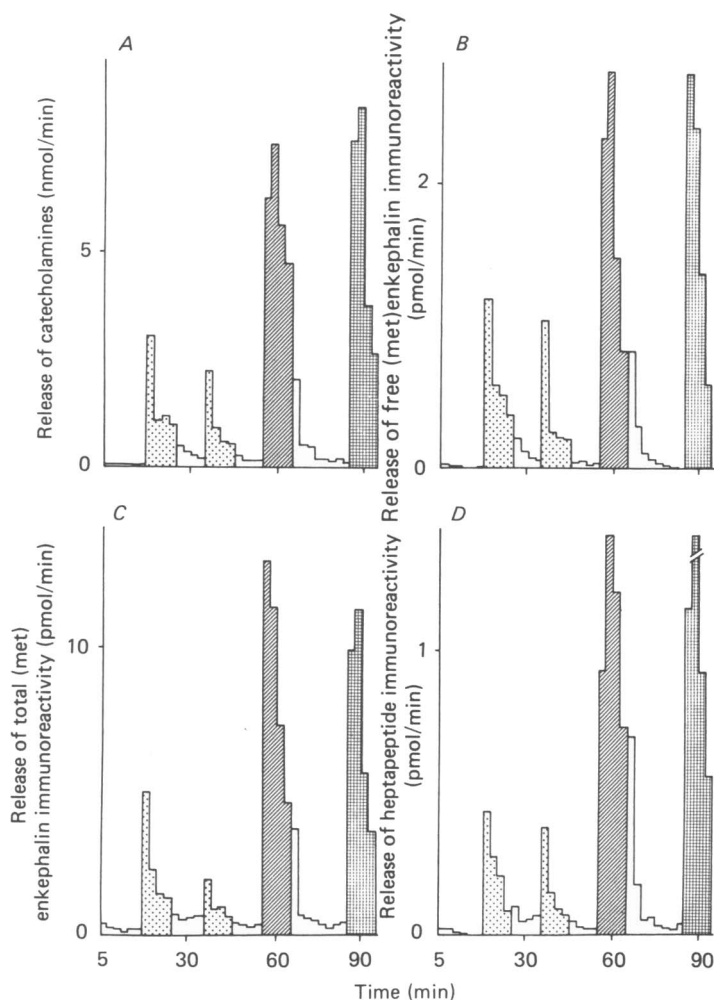 A
Release of catecholamines (nmol/min)
5
0
B
Release of free (met)enkephalin immunoreactivity
(pmol/min)
2
0
C
Release of total (met)
enkephalin immunoreactivity (pmol/min)
10
0
5 30 60 90
D
Release of heptapeptide immunoreactivity
(pmol/min)
1
0
5 30 60 90
Time (min)